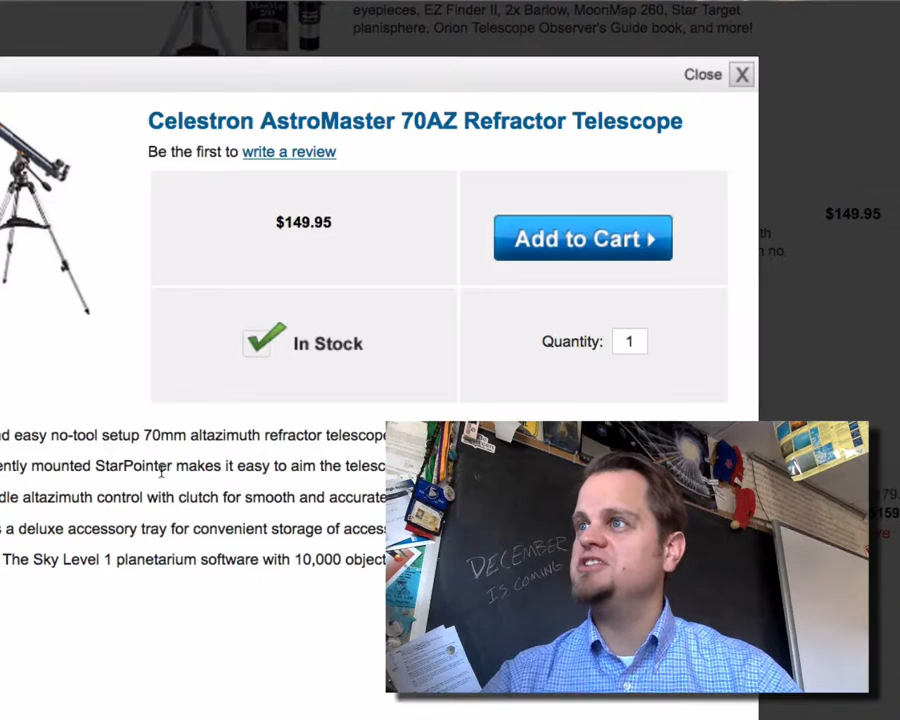 eyepieces, EZ Finder II, 2x Barlow, MoonMap 260, Star Target
planisphere, Orion Telescope Observer's Guide book, and more!
Close X
Celestron AstroMaster 70AZ Refractor Telescope
Be the first to write a review
$149.95
Add to Cart
$149.95
th
n no.
In Stock
Quantity: 1
d easy no-tool setup 70mm altazimuth refractor telescope
ently mounted StarPointer makes it easy to aim the telesc
dle altazimuth control with clutch for smooth and accurate
s a deluxe accessory tray for convenient storage of acces
The Sky Level 1 planetarium software with 10,000 object
DECEMBER
IS COMING